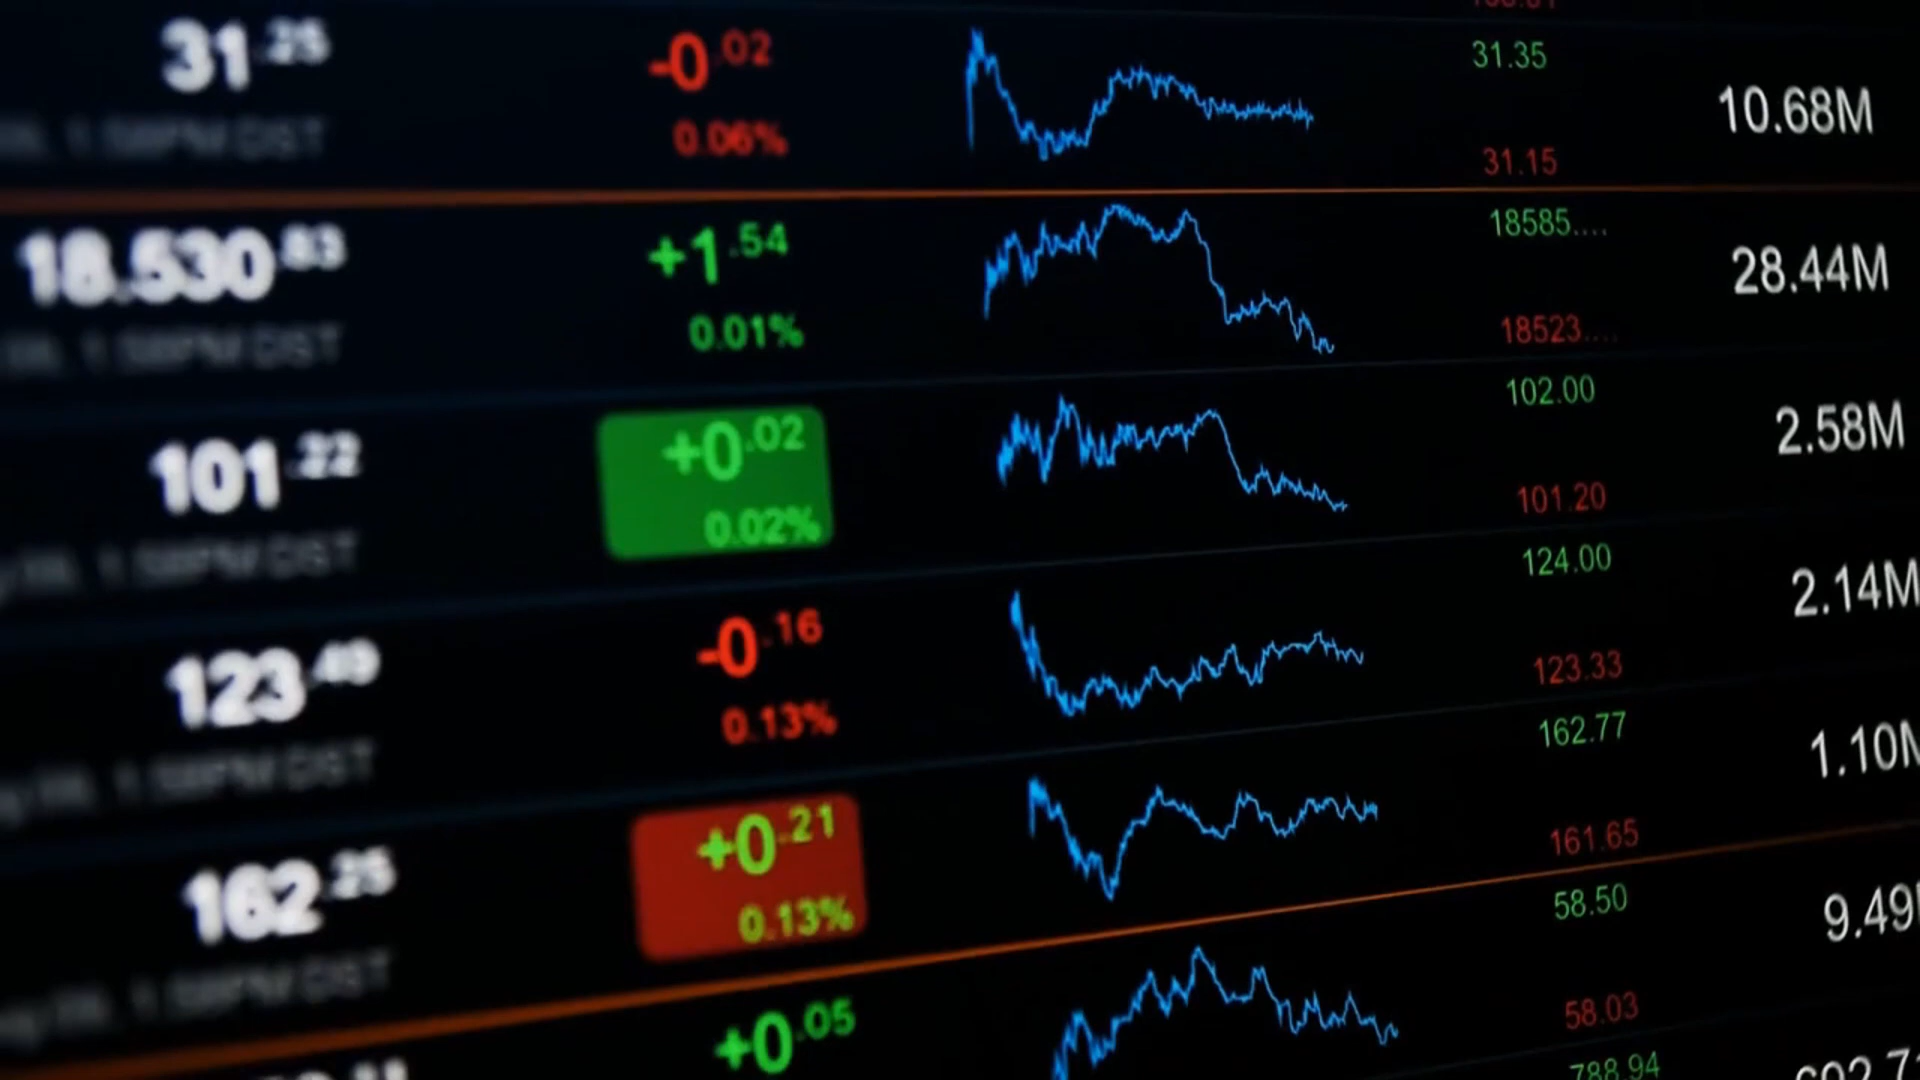 31.25 -0.02 31.35 10.68M
0.06% 31.15
18.530.83 +1.54 18585.... 28.44M
0.01% 18523....
101.22 +0.02 102.00 2.58M
0.02% 101.20
123.49 -0.16 124.00 2.14M
0.13% 123.33
162.25 +0.21 162.77 1.10M
0.13% 161.65
+0.05 58.50 9.49
58.03
788.94